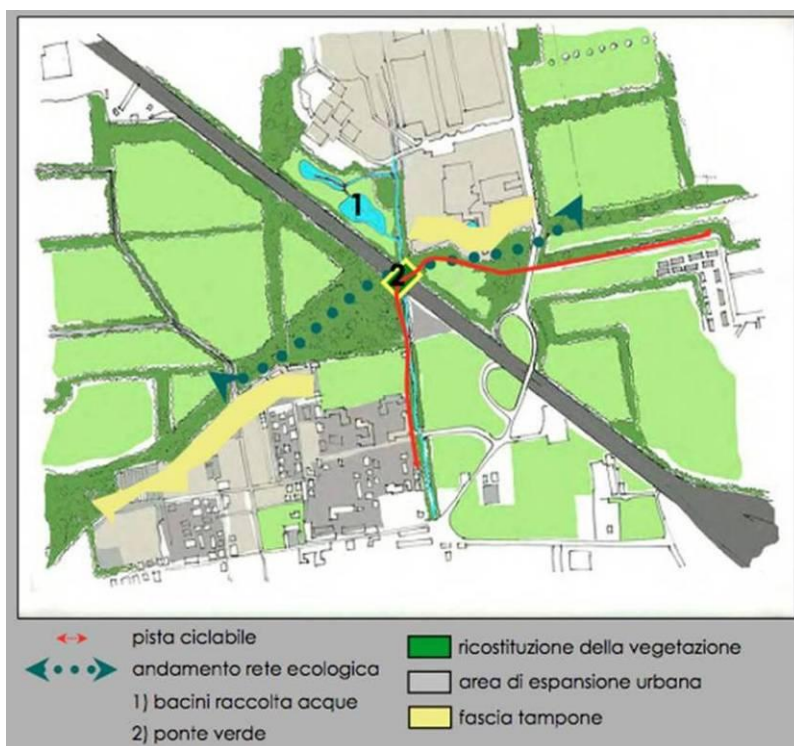 1
2
pista ciclabile
andamento rete ecologica
1) bacini raccolta acque
2) ponte verde
ricostituzione della vegetazione
area di espansione urbana
fascia tampone